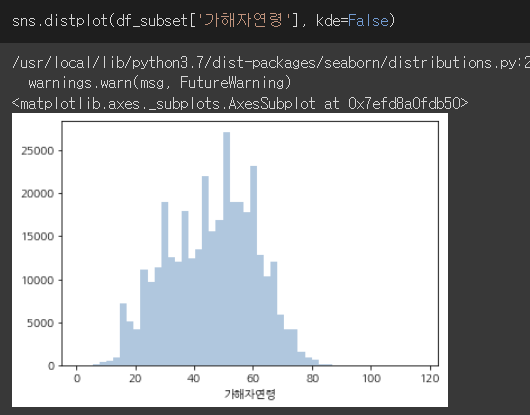 sns.distplot(df_subset['가해자연령'], kde=False)
/usr/local/lib/python3.7/dist-packages/seaborn/distributions.py:2
warnings.warn(msg, FutureWarning)
<matplotlib.axes._subplots.AxesSubplot at 0x7efd8a0fdb50>
25000
20000
15000
10000
5000
0
0 20 40 60 80 100 120
가해자연령